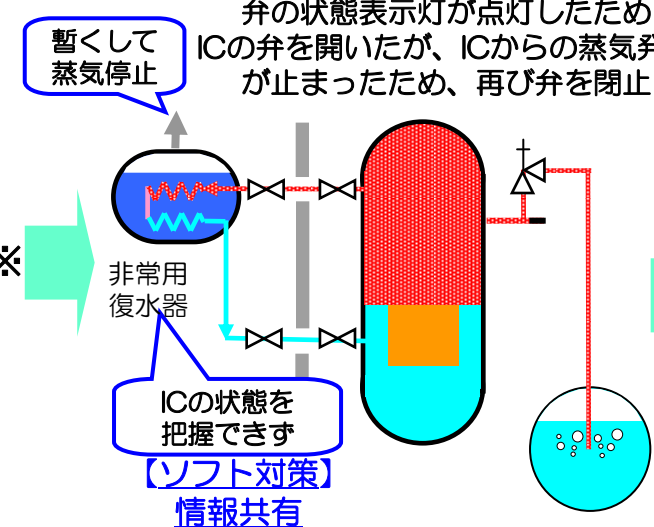 弁の状態表示灯が点灯したため
ICの弁を開いたが、ICからの蒸気発
が止まったため、再び弁を閉止
暫くして
蒸気停止
※
非常用
復水器
ICの状態を
把握できず
【ソフト対策】
情報共有